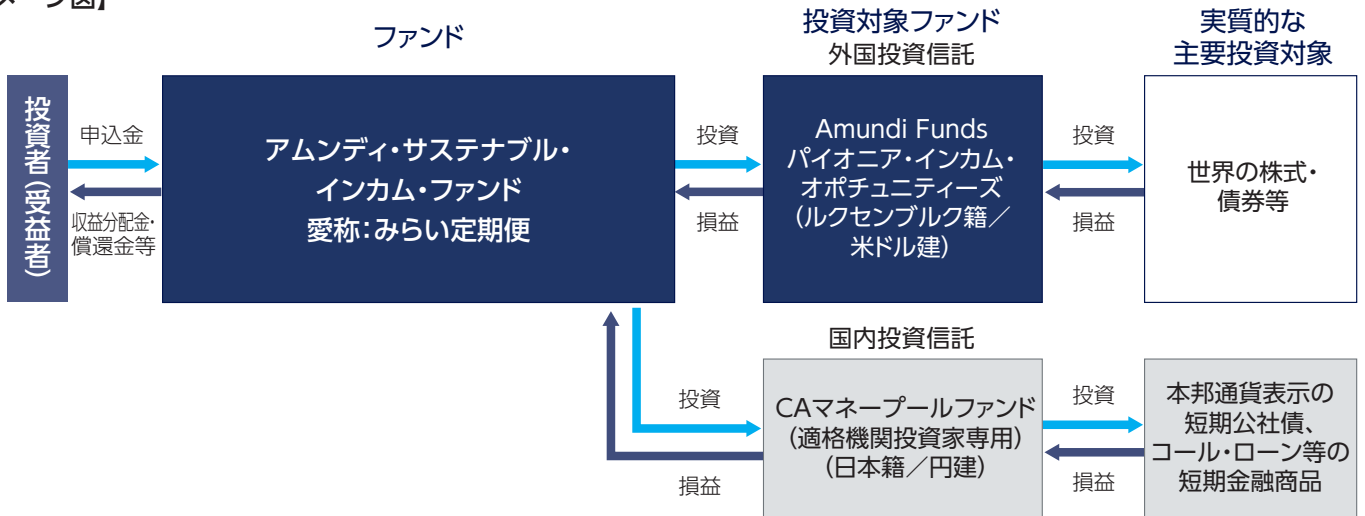 メージ図】
ファンド
投資対象ファンド
外国投資信託
実質的な
主要投資対象
投資者(受益者)
申込金
収益分配金・
償還金等
アムンディ・サステナブル・
インカム・ファンド
愛称:みらい定期便
投資
損益
Amundi Funds
パイオニア・インカム・
オポチュニティーズ
(ルクセンブルク籍/
米ドル建)
投資
損益
世界の株式・
債券等
国内投資信託
投資
損益
CAマネープールファンド
(適格機関投資家専用)
(日本籍/円建)
投資
損益
本邦通貨表示の
短期公社債、
コール・ローン等の
短期金融商品